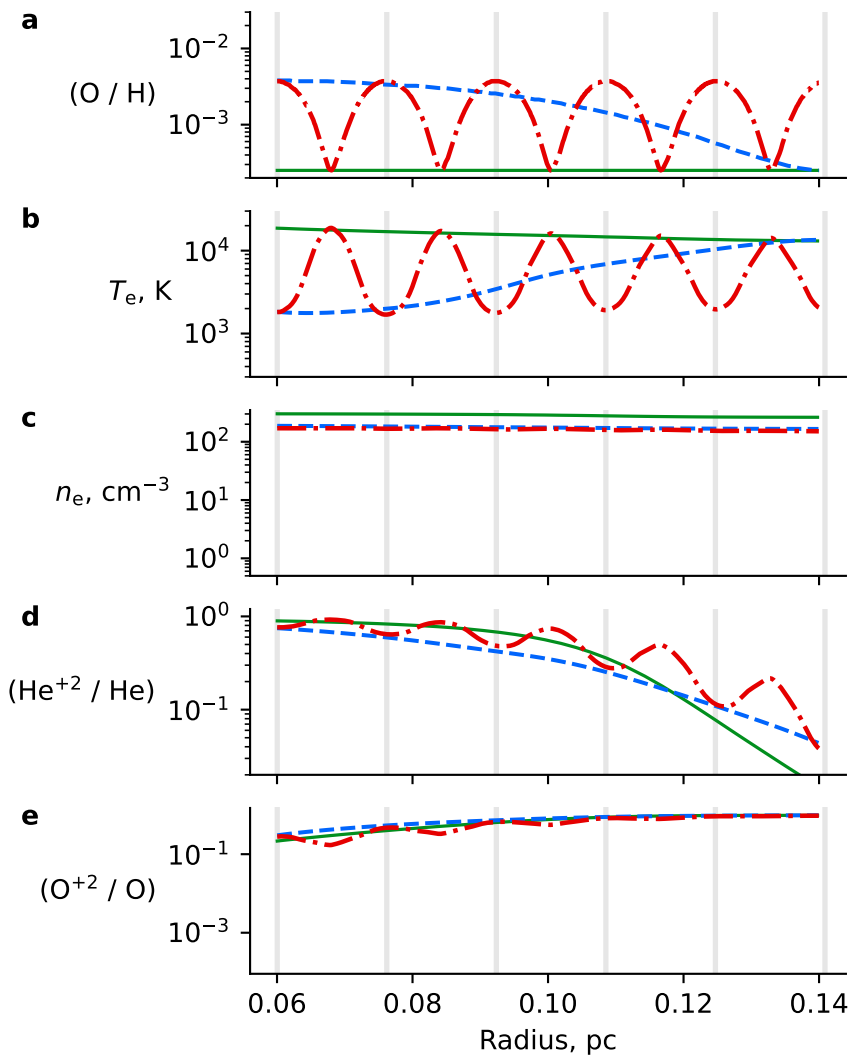 a
10⁻²
(O / H)
10⁻³
b
10⁴
Tₑ, K
10³
c
10²
nₑ, cm⁻³
10¹
10⁰
d
10⁰
(He⁺² / He)
10⁻¹
e
10⁻¹
(O⁺² / O)
10⁻³
0.06 0.08 0.10 0.12 0.14
Radius, pc